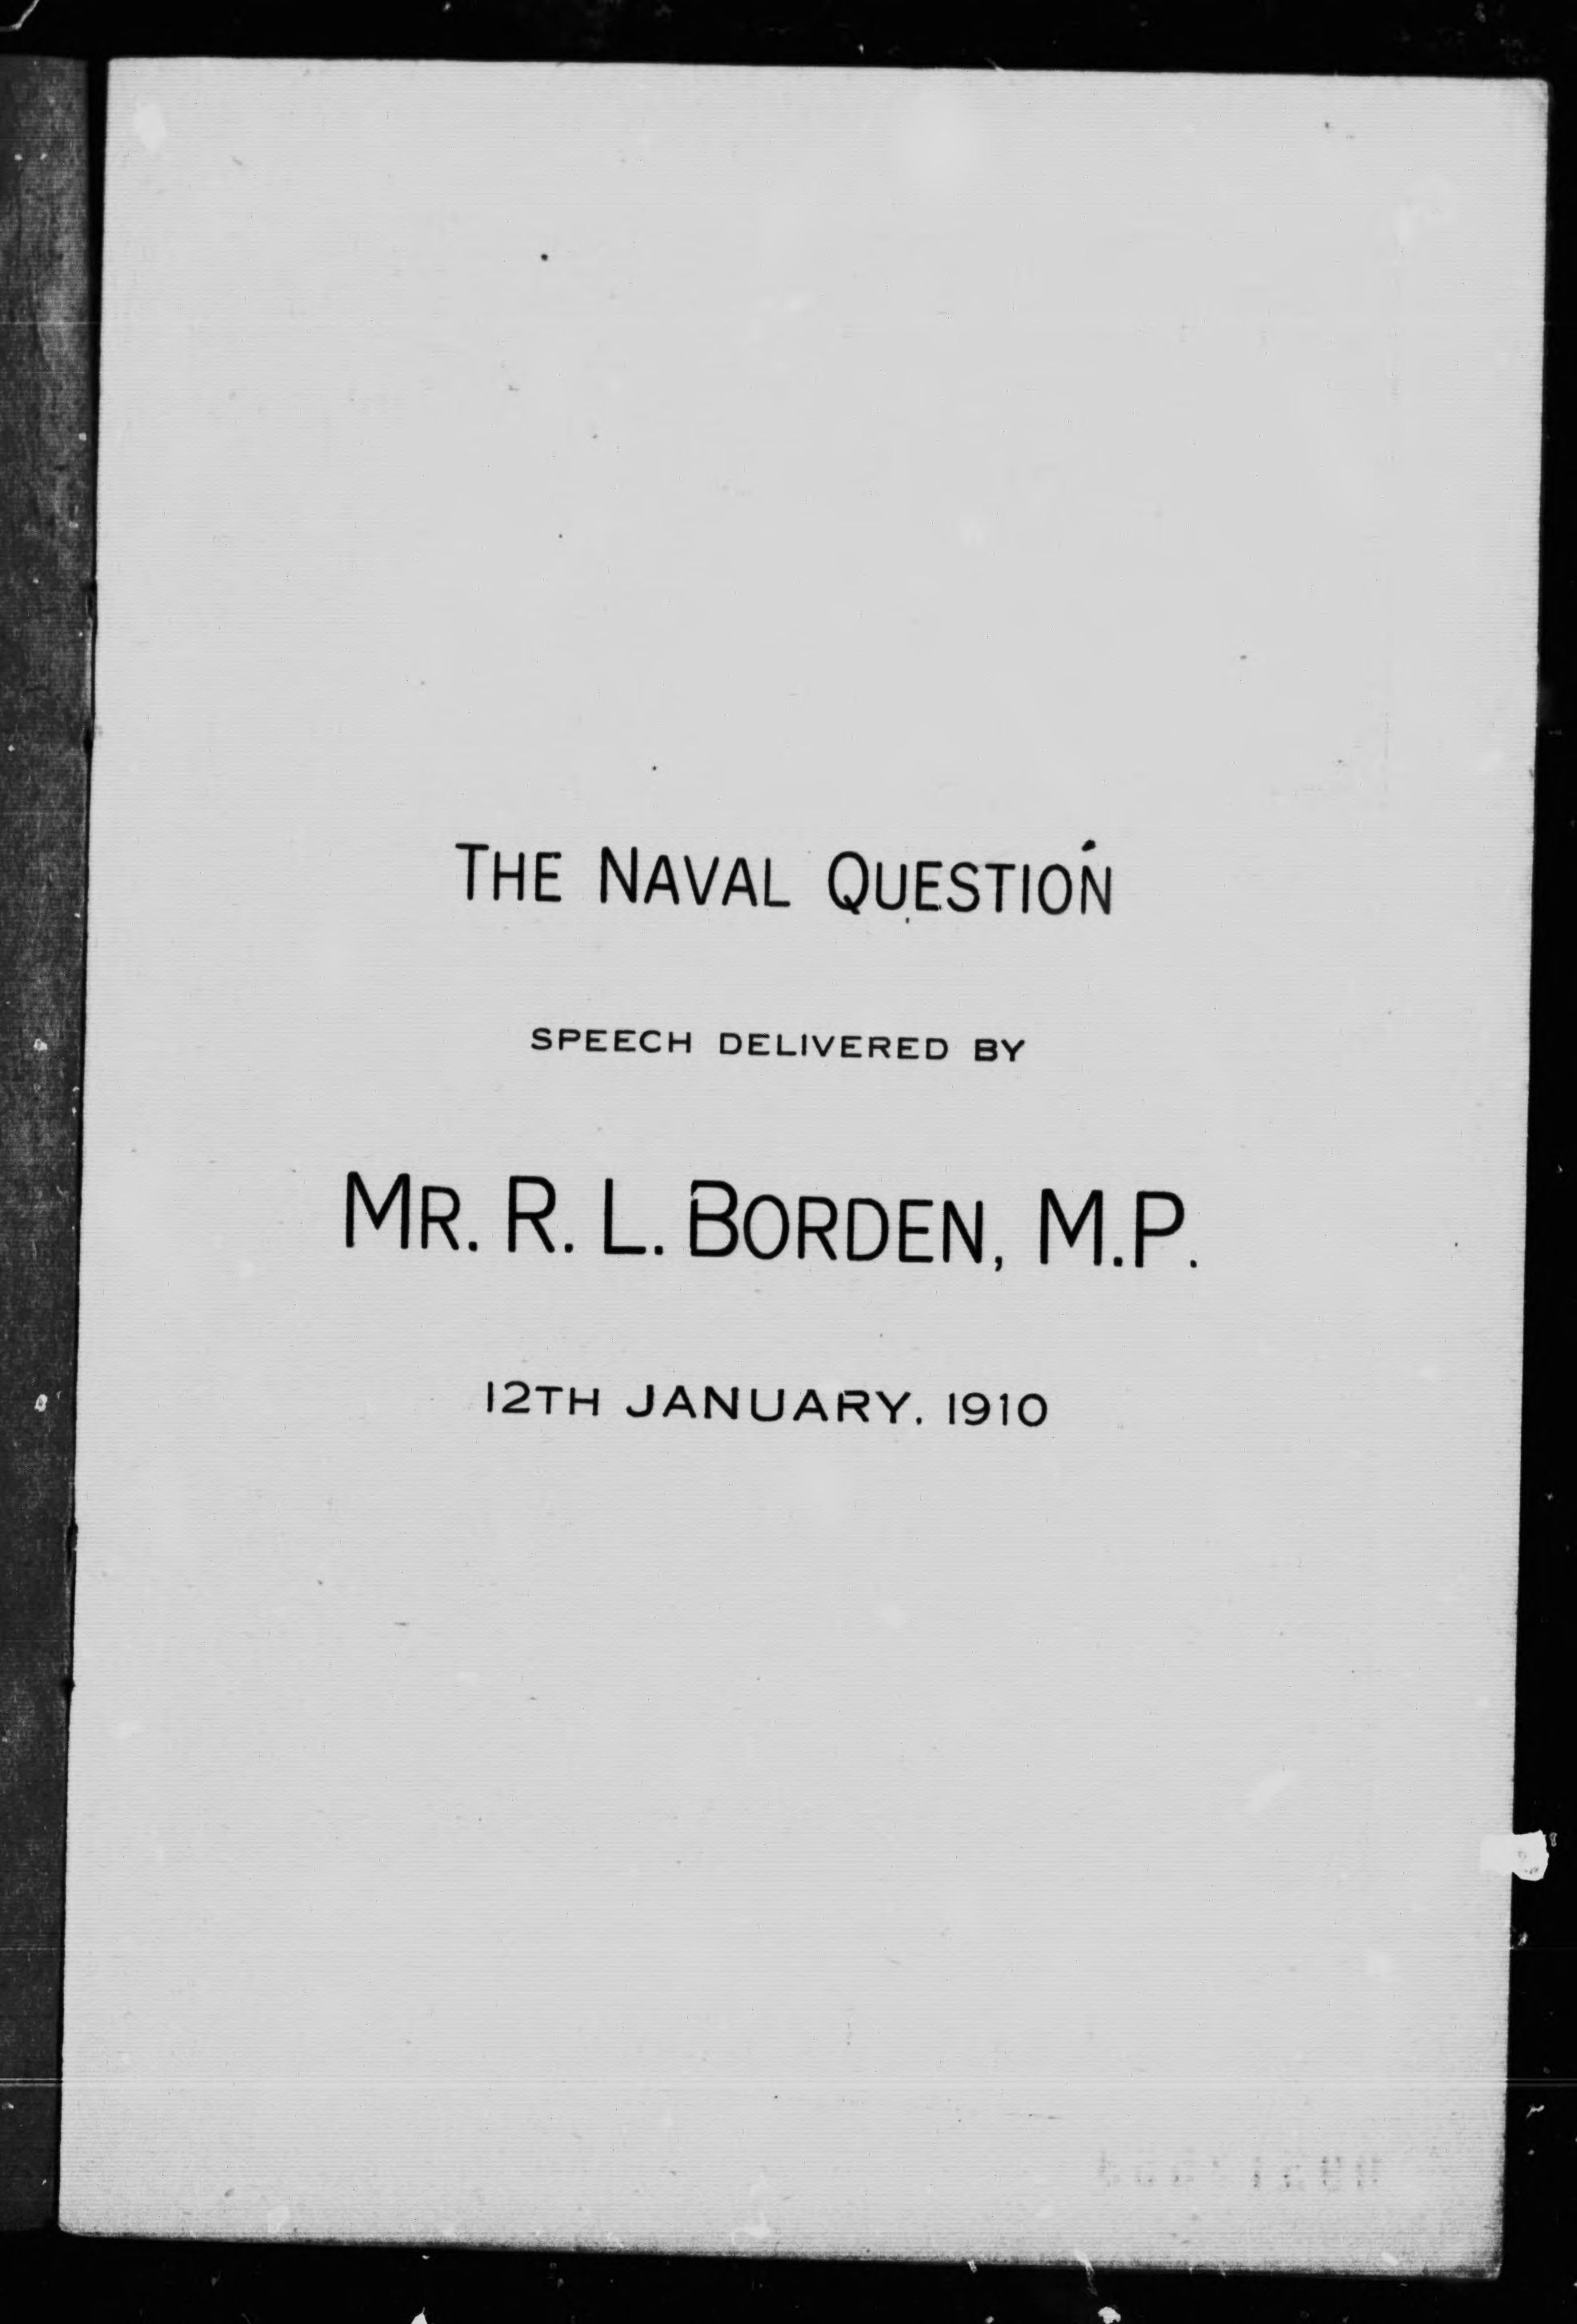 THE NAVAL QUESTION
SPEECH DELIVERED BY
MR. R. L. BORDEN, M.P.
12TH JANUARY, 1910